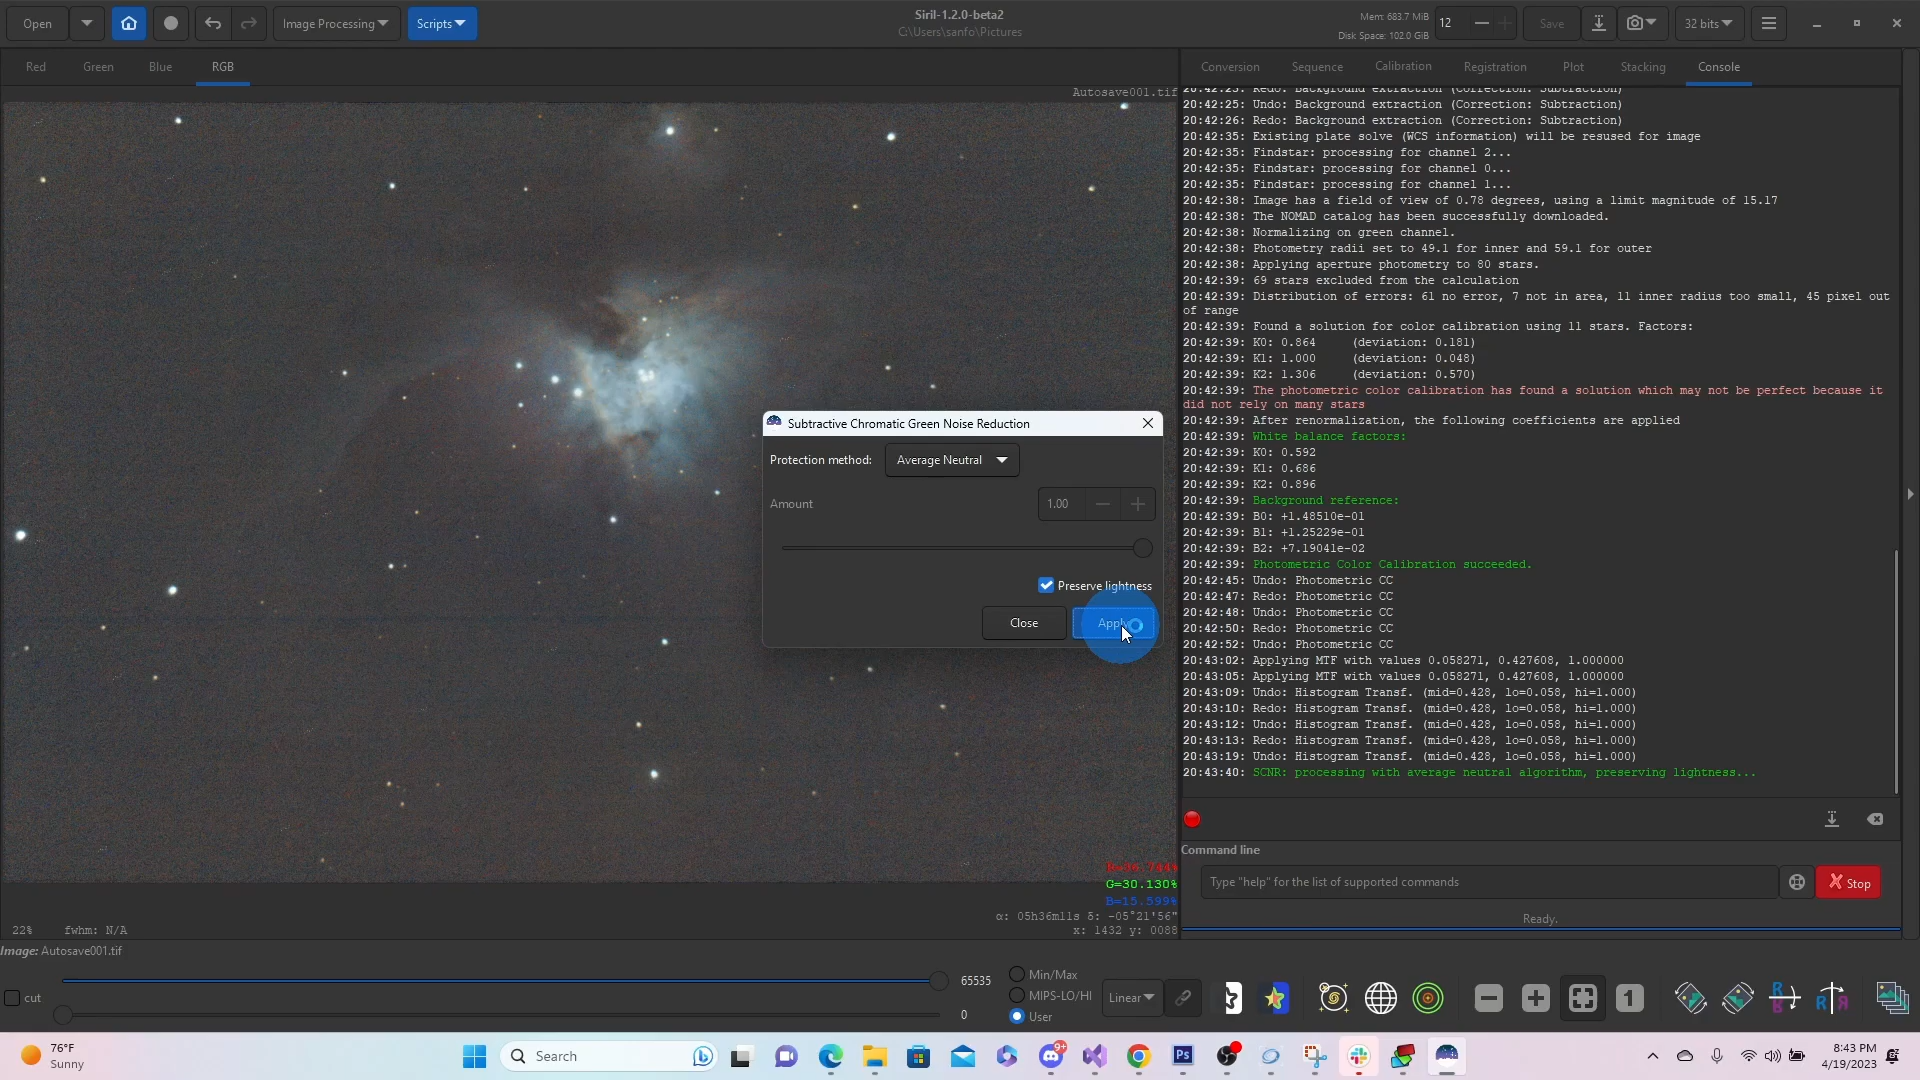 Open
Image Processing
Scripts
Siril-1.2.0-beta2
C:\Users\sanfo\Pictures
Mem: 683.7 MiB
Disk Space: 102.0 GiB
12
Save
32 bits
Red
Green
Blue
RGB
Conversion
Sequence
Calibration
Registration
Plot
Stacking
Console
Autosave001.tif
20:42:25: Redo: Background extraction (Correction: Subtraction)
20:42:25: Undo: Background extraction (Correction: Subtraction)
20:42:26: Redo: Background extraction (Correction: Subtraction)
20:42:35: Existing plate solve (WCS information) will be resused for image
20:42:35: Findstar: processing for channel 2...
20:42:35: Findstar: processing for channel 0...
20:42:35: Findstar: processing for channel 1...
20:42:38: Image has a field of view of 0.78 degrees, using a limit magnitude of 15.17
20:42:38: The NOMAD catalog has been successfully downloaded.
20:42:38: Normalizing on green channel.
20:42:38: Photometry radii set to 49.1 for inner and 59.1 for outer
20:42:38: Applying aperture photometry to 80 stars.
20:42:39: 69 stars excluded from the calculation
20:42:39: Distribution of errors: 61 no error, 7 not in area, 11 inner radius too small, 45 pixel out
of range
20:42:39: Found a solution for color calibration using 11 stars. Factors:
20:42:39: K0: 0.864 (deviation: 0.181)
20:42:39: K1: 1.000 (deviation: 0.048)
20:42:39: K2: 1.306 (deviation: 0.570)
20:42:39: The photometric color calibration has found a solution which may not be perfect because it
did not rely on many stars
20:42:39: After renormalization, the following coefficients are applied
20:42:39: White balance factors:
20:42:39: K0: 0.592
20:42:39: K1: 0.686
20:42:39: K2: 0.896
20:42:39: Background reference:
20:42:39: B0: +1.48510e-01
20:42:39: B1: +1.25229e-01
20:42:39: B2: +7.19041e-02
20:42:39: Photometric Color Calibration succeeded.
20:42:45: Undo: Photometric CC
20:42:47: Redo: Photometric CC
20:42:48: Undo: Photometric CC
20:42:50: Redo: Photometric CC
20:42:52: Undo: Photometric CC
20:43:02: Applying MTF with values 0.058271, 0.427608, 1.000000
20:43:05: Applying MTF with values 0.058271, 0.427608, 1.000000
20:43:09: Undo: Histogram Transf. (mid=0.428, lo=0.058, hi=1.000)
20:43:10: Redo: Histogram Transf. (mid=0.428, lo=0.058, hi=1.000)
20:43:12: Undo: Histogram Transf. (mid=0.428, lo=0.058, hi=1.000)
20:43:13: Redo: Histogram Transf. (mid=0.428, lo=0.058, hi=1.000)
20:43:19: Undo: Histogram Transf. (mid=0.428, lo=0.058, hi=1.000)
20:43:40: SCNR: processing with average neutral algorithm, preserving lightness...
Subtractive Chromatic Green Noise Reduction
Protection method:
Average Neutral
Amount
1.00
Preserve lightness
Close
Apply
Command line
Type "help" for the list of supported commands
Stop
Ready.
G=30.130%
B=15.599%
α: 05h36m11s δ: -05°21'56"
x: 1432 y: 0088
22%
fwhm: N/A
Image: Autosave001.tif
cut
65535
0
Min/Max
MIPS-LO/HI
User
Linear
1
R
R
R R
76°F
Sunny
Search
9+
Ps
8:43 PM
4/19/2023